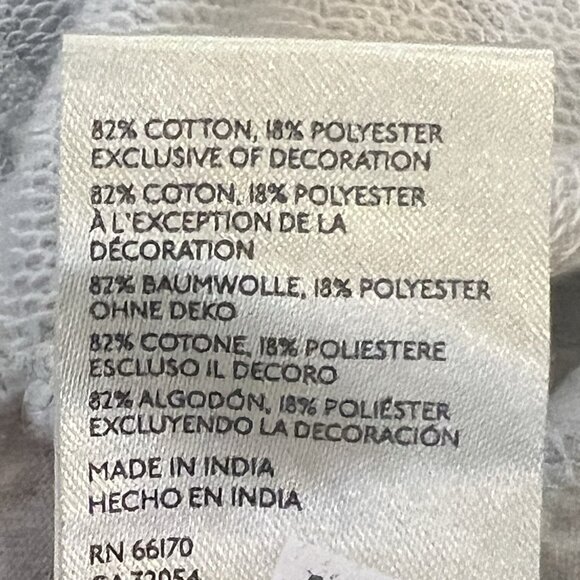 82% COTTON, 18% POLYESTER
EXCLUSIVE OF DECORATION
82% COTON, 18% POLYESTER
À L'EXCEPTION DE LA
DÉCORATION
82% BAUMWOLLE, 18% POLYESTER
OHNE DEKO
82% COTONE, 18% POLIESTERE
ESCLUSO IL DECORO
82% ALGODÓN, 18% POLIÉSTER
EXCLUYENDO LA DECORACIÓN
MADE IN INDIA
HECHO EN INDIA
RN 66170
CA 32054